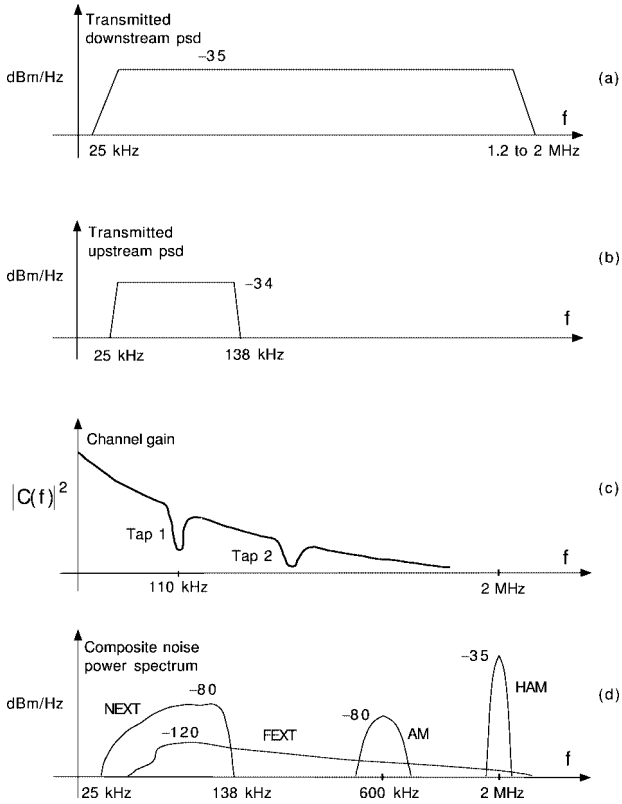 Transmitted
downstream psd
−35
dBm/Hz
(a)
f
25 kHz
1.2 to 2 MHz
Transmitted
upstream psd
dBm/Hz
(b)
−34
f
25 kHz
138 kHz
Channel gain
|C(f)|²
(c)
Tap 1
Tap 2
f
110 kHz
2 MHz
Composite noise
power spectrum
−35
HAM
(d)
dBm/Hz
NEXT
−80
−80
AM
−120
FEXT
f
25 kHz
138 kHz
600 kHz
2 MHz